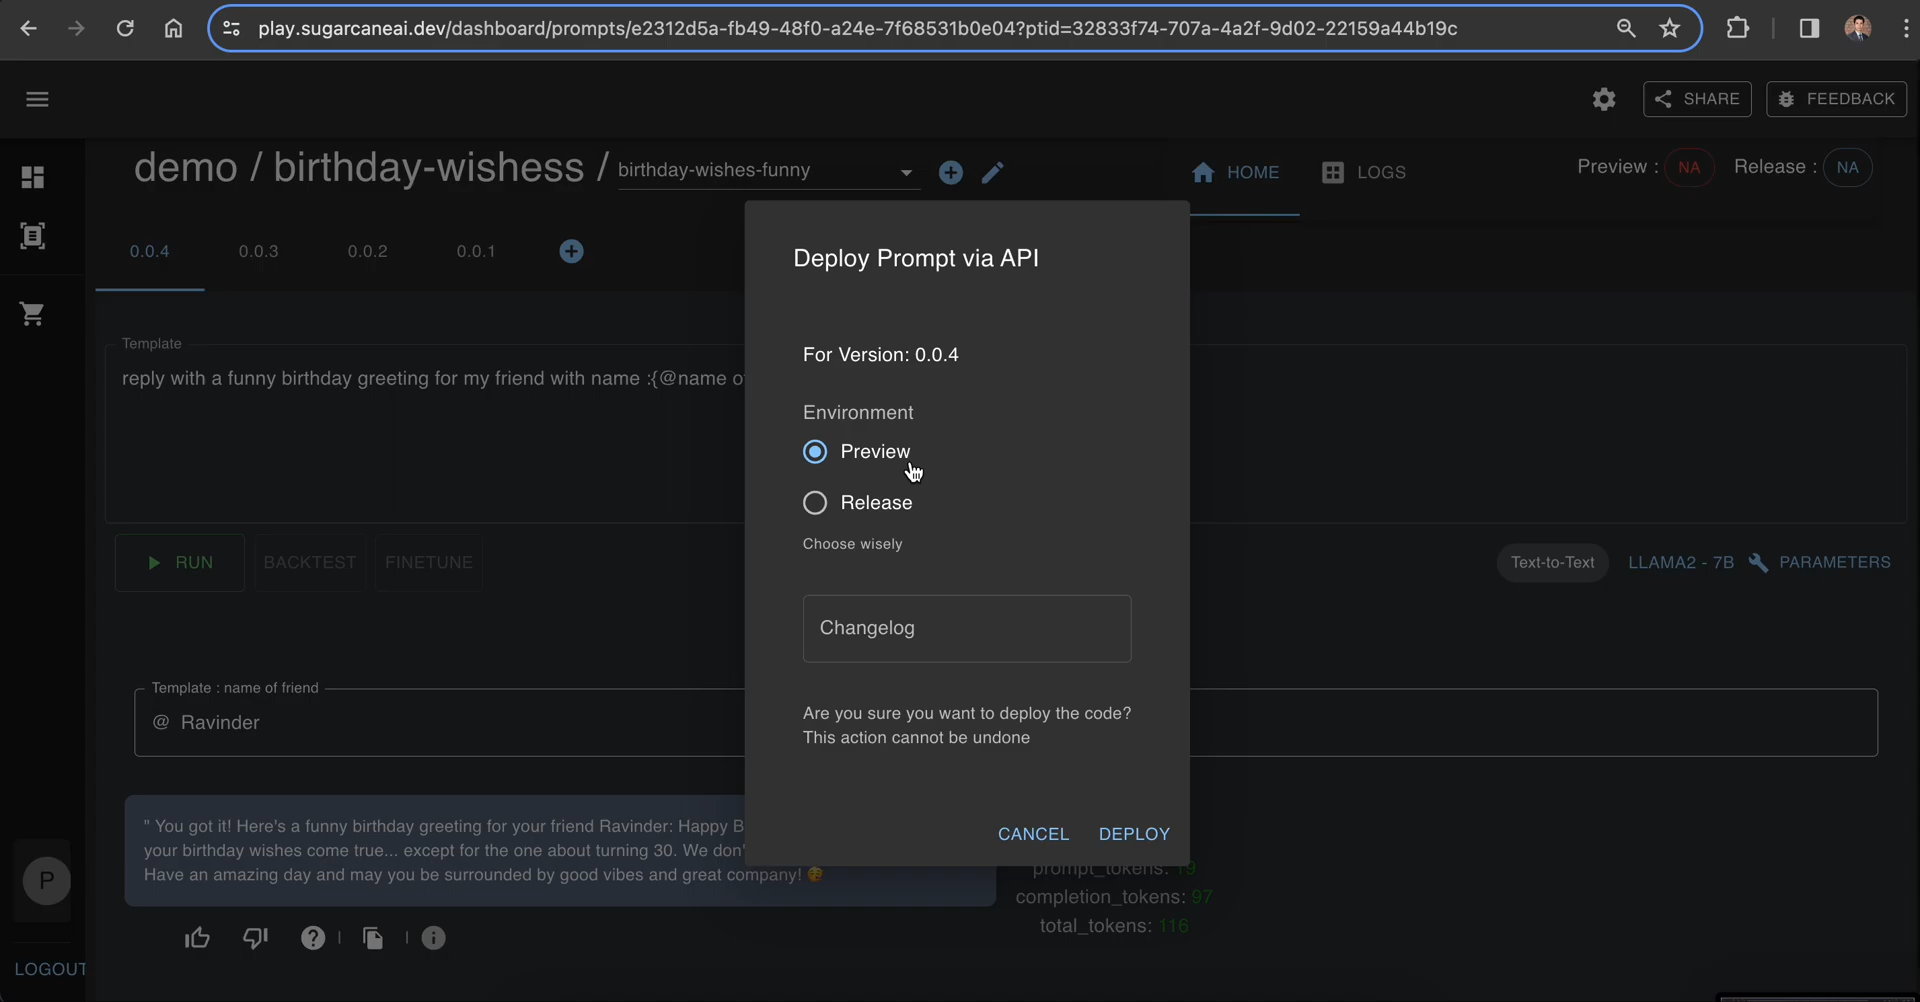 play.sugarcaneai.dev/dashboard/prompts/e2312d5a-fb49-48f0-a24e-7f68531b0e04?ptid=32833f74-707a-4a2f-9d02-22159a44b19c
SHARE
FEEDBACK
demo / birthday-wishess /
birthday-wishes-funny
HOME
LOGS
Preview :
NA
Release :
NA
0.0.4
0.0.3
0.0.2
0.0.1
Template
reply with a funny birthday greeting for my friend with name :{@name
RUN
BACKTEST
FINETUNE
Text-to-Text
LLAMA2 - 7B
PARAMETERS
Template : name of friend
@ Ravinder
" You got it! Here's a funny birthday greeting for your friend Ravinder: Happy
your birthday wishes come true... except for the one about turning 30. We
Have an amazing day and may you be surrounded by good vibes and great company! 🥳
prompt_tokens: 19
completion_tokens: 97
total_tokens: 116
P
LOGOUT
Deploy Prompt via API
For Version: 0.0.4
Environment
Preview
Release
Choose wisely
Changelog
Are you sure you want to deploy the code?
This action cannot be undone
CANCEL
DEPLOY